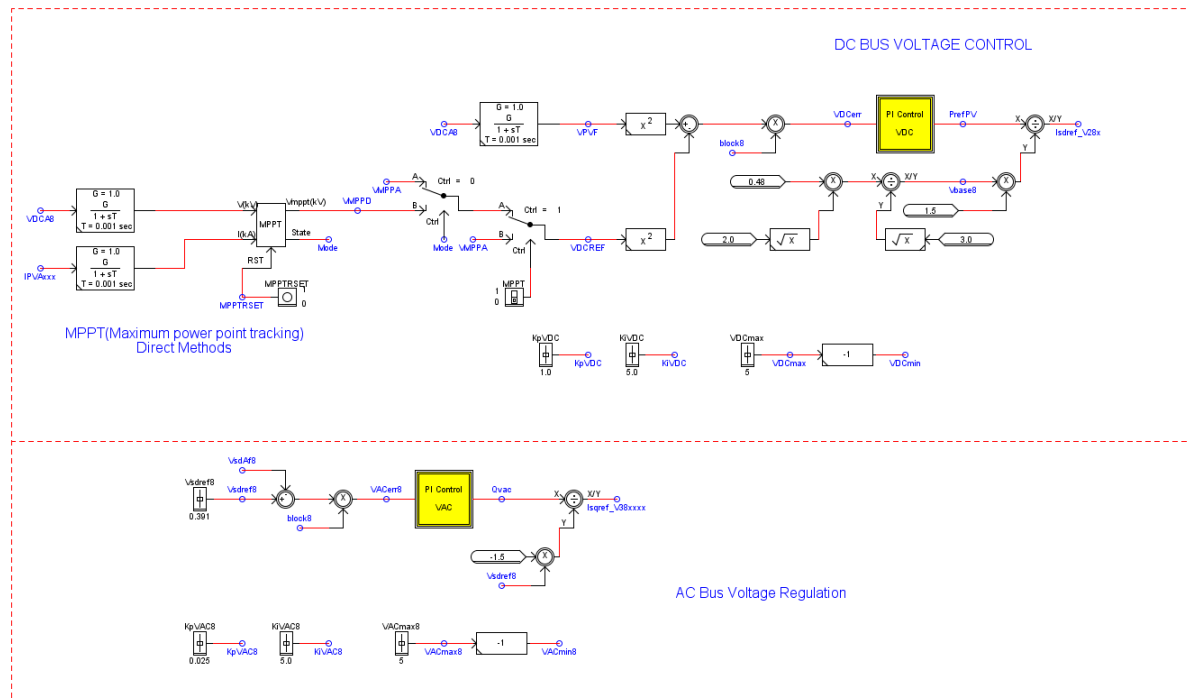 DC BUS VOLTAGE CONTROL
G = 1.0
G
1 + sT
T = 0.001 sec
VDCA8
VPVF
X²
+
-
X
block8
VDCerr
PI Control
VDC
PrefPV
X
÷
X/Y
Y
Isdref_V28x
0.48
X
X
÷
X/Y
Y
Vbase8
X
1.5
2.0
√X
√X
3.0
VMPPA
A
Ctrl = 0
B
Ctrl
Mode
VMPPD
A
Ctrl = 1
B
Ctrl
VMPPA
VDCREF
X²
G = 1.0
G
1 + sT
T = 0.001 sec
VDCA8
V(kV)
Vmppt(kV)
MPPT
I(kA)
State
Mode
RST
G = 1.0
G
1 + sT
T = 0.001 sec
IPVAxxx
MPPTRSET
MPPTRSET
1
0
MPPT
1
0
MPPT(Maximum power point tracking)
Direct Methods
KpVDC
1.0
KpVDC
KiVDC
5.0
KiVDC
VDCmax
5
VDCmax
-1
VDCmin
VsdAf8
Vsdref8
0.391
Vsdref8
+
-
X
block8
VACerr8
PI Control
VAC
Qvac
X
÷
X/Y
Y
Isqref_V38xxxx
-1.5
X
Vsdref8
AC Bus Voltage Regulation
KpVAC8
0.025
KpVAC8
KiVAC8
5.0
KiVAC8
VACmax8
5
VACmax8
-1
VACmin8